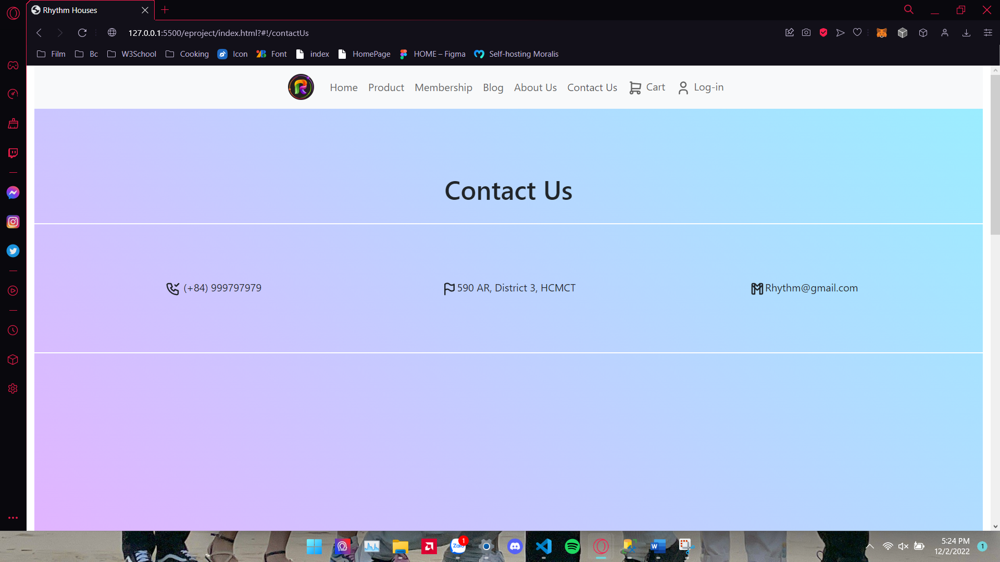 Rhythm Houses
127.0.0.1:5500/eproject/index.html?#!/contactUs
Film Bc W3School Cooking Icon Font index HomePage HOME – Figma Self-hosting Moralis
R Home Product Membership Blog About Us Contact Us Cart Log-in
Contact Us
(+84) 999797979
590 AR, District 3, HCMCT
Rhythm@gmail.com
Zalo 1
W
5:24 PM
12/2/2022
1